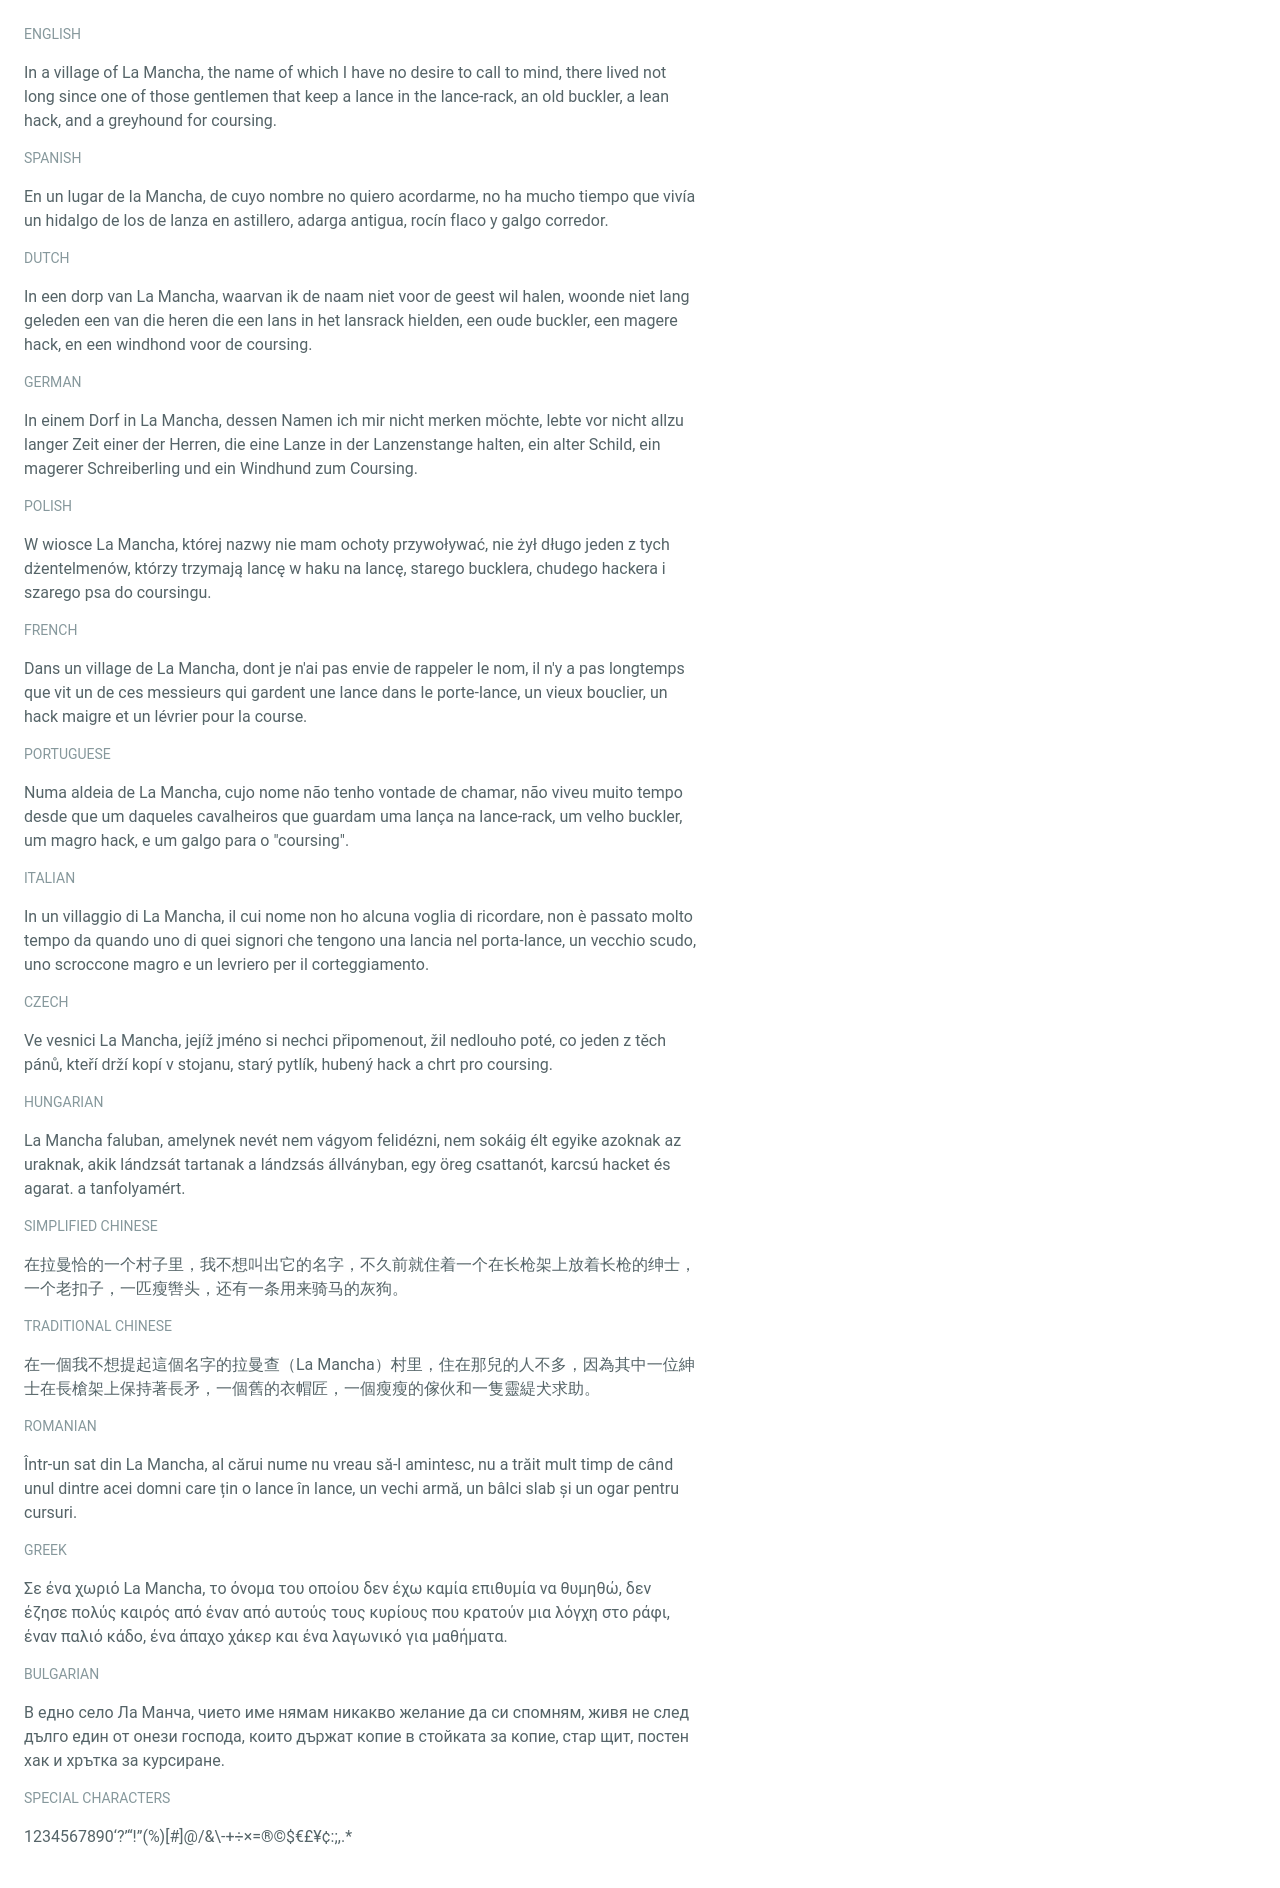 ENGLISH
In a village of La Mancha, the name of which I have no desire to call to mind, there lived not
long since one of those gentlemen that keep a lance in the lance-rack, an old buckler, a lean
hack, and a greyhound for coursing.
SPANISH
En un lugar de la Mancha, de cuyo nombre no quiero acordarme, no ha mucho tiempo que vivía
un hidalgo de los de lanza en astillero, adarga antigua, rocín flaco y galgo corredor.
DUTCH
In een dorp van La Mancha, waarvan ik de naam niet voor de geest wil halen, woonde niet lang
geleden een van die heren die een lans in het lansrack hielden, een oude buckler, een magere
hack, en een windhond voor de coursing.
GERMAN
In einem Dorf in La Mancha, dessen Namen ich mir nicht merken möchte, lebte vor nicht allzu
langer Zeit einer der Herren, die eine Lanze in der Lanzenstange halten, ein alter Schild, ein
magerer Schreiberling und ein Windhund zum Coursing.
POLISH
W wiosce La Mancha, której nazwy nie mam ochoty przywoływać, nie żył długo jeden z tych
dżentelmenów, którzy trzymają lancę w haku na lancę, starego bucklera, chudego hackera i
szarego psa do coursingu.
FRENCH
Dans un village de La Mancha, dont je n'ai pas envie de rappeler le nom, il n'y a pas longtemps
que vit un de ces messieurs qui gardent une lance dans le porte-lance, un vieux bouclier, un
hack maigre et un lévrier pour la course.
PORTUGUESE
Numa aldeia de La Mancha, cujo nome não tenho vontade de chamar, não viveu muito tempo
desde que um daqueles cavalheiros que guardam uma lança na lance-rack, um velho buckler,
um magro hack, e um galgo para o "coursing".
ITALIAN
In un villaggio di La Mancha, il cui nome non ho alcuna voglia di ricordare, non è passato molto
tempo da quando uno di quei signori che tengono una lancia nel porta-lance, un vecchio scudo,
uno scroccone magro e un levriero per il corteggiamento.
CZECH
Ve vesnici La Mancha, jejíž jméno si nechci připomenout, žil nedlouho poté, co jeden z těch
pánů, kteří drží kopí v stojanu, starý pytlík, hubený hack a chrt pro coursing.
HUNGARIAN
La Mancha faluban, amelynek nevét nem vágyom felidézni, nem sokáig élt egyike azoknak az
uraknak, akik lándzsát tartanak a lándzsás állványban, egy öreg csattanót, karcsú hacket és
agarat. a tanfolyamért.
SIMPLIFIED CHINESE
在拉曼恰的一个村子里，我不想叫出它的名字，不久前就住着一个在长枪架上放着长枪的绅士，
一个老扣子，一匹瘦辔头，还有一条用来骑马的灰狗。
TRADITIONAL CHINESE
在一個我不想提起這個名字的拉曼查（La Mancha）村里，住在那兒的人不多，因為其中一位紳
士在長槍架上保持著長矛，一個舊的衣帽匠，一個瘦瘦的傢伙和一隻靈緹犬求助。
ROMANIAN
Într-un sat din La Mancha, al cărui nume nu vreau să-l amintesc, nu a trăit mult timp de când
unul dintre acei domni care țin o lance în lance, un vechi armă, un bâlci slab și un ogar pentru
cursuri.
GREEK
Σε ένα χωριό La Mancha, το όνομα του οποίου δεν έχω καμία επιθυμία να θυμηθώ, δεν
έζησε πολύς καιρός από έναν από αυτούς τους κυρίους που κρατούν μια λόγχη στο ράφι,
έναν παλιό κάδο, ένα άπαχο χάκερ και ένα λαγωνικό για μαθήματα.
BULGARIAN
В едно село Ла Манча, чието име нямам никакво желание да си спомням, живя не след
дълго един от онези господа, които държат копие в стойката за копие, стар щит, постен
хак и хрътка за курсиране.
SPECIAL CHARACTERS
1234567890‘?’“!”(%)[#]@/&\-+÷×=®©$€£¥¢:;,.*